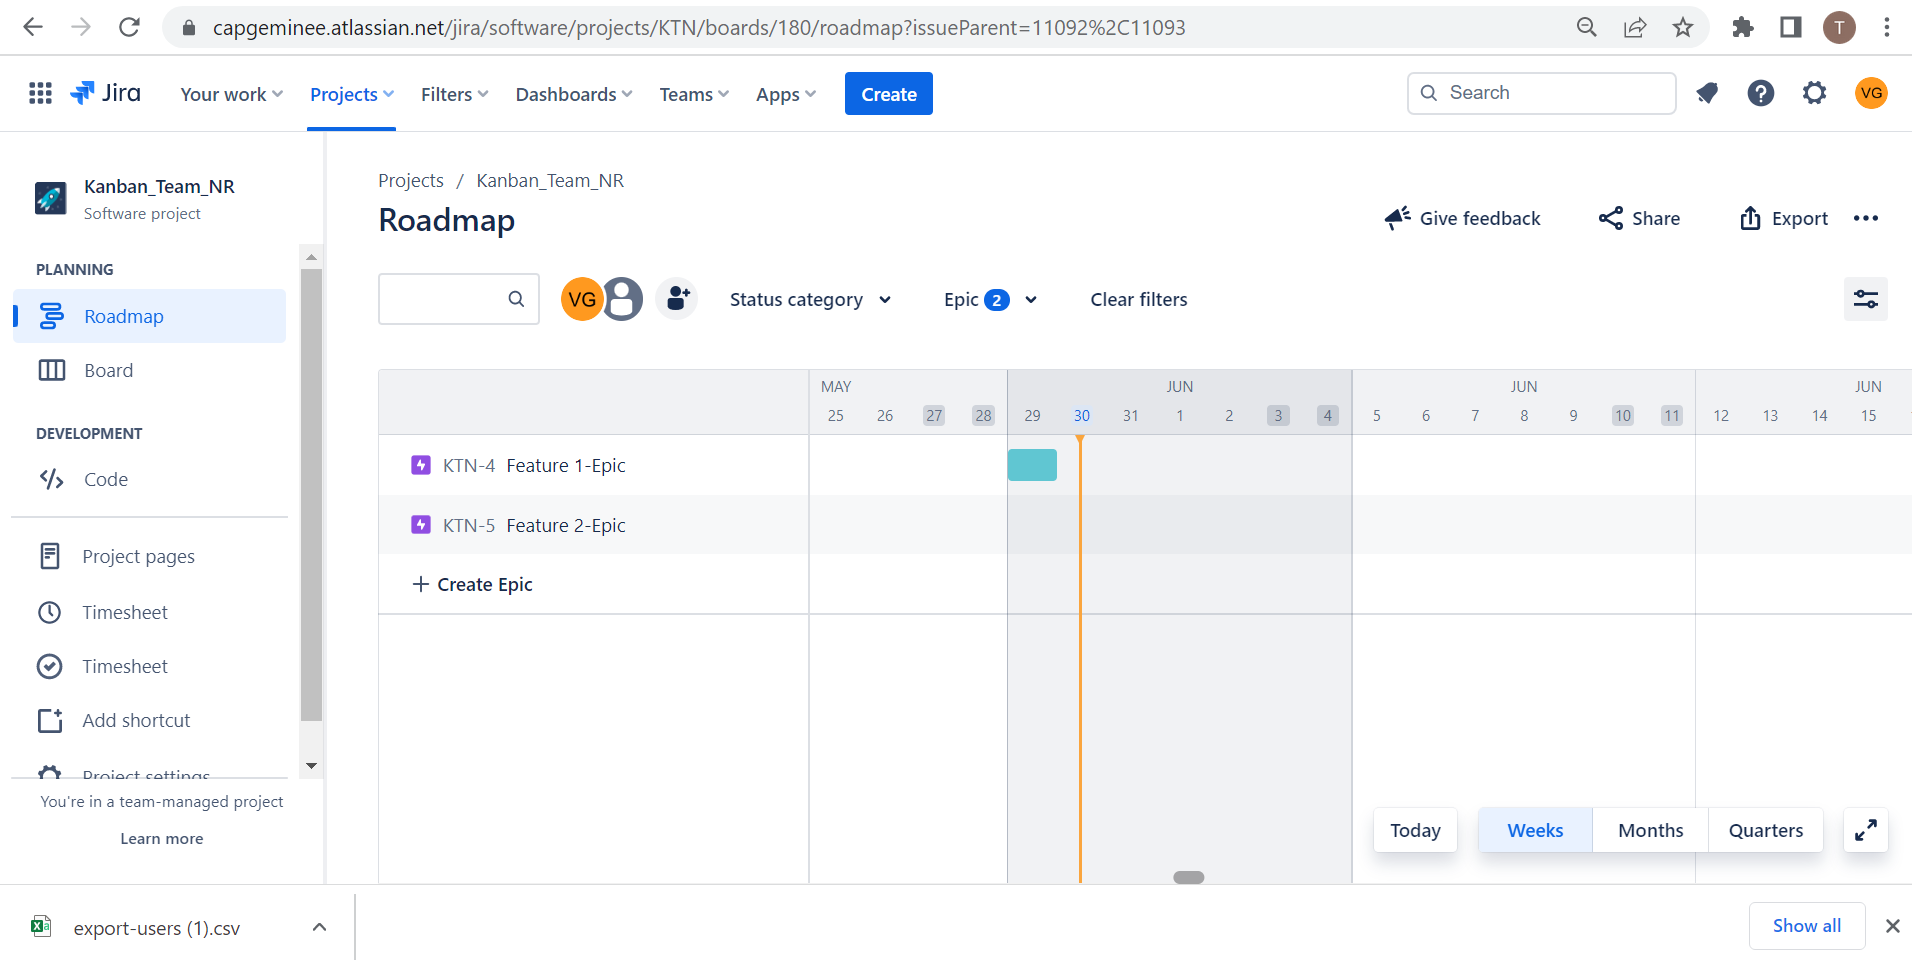 capgeminee.atlassian.net/jira/software/projects/KTN/boards/180/roadmap?issueParent=11092%2C11093
T
Jira
Your work
Projects
Filters
Dashboards
Teams
Apps
Create
Search
VG
Kanban_Team_NR
Software project
PLANNING
Roadmap
Board
DEVELOPMENT
Code
Project pages
Timesheet
Timesheet
Add shortcut
Project settings
You're in a team-managed project
Learn more
Projects / Kanban_Team_NR
Roadmap
Give feedback
Share
Export
VG
Status category
Epic 2
Clear filters
MAY JUN JUN JUN
25 26 27 28 29 30 31 1 2 3 4 5 6 7 8 9 10 11 12 13 14 15
KTN-4 Feature 1-Epic
KTN-5 Feature 2-Epic
+ Create Epic
Today
Weeks
Months
Quarters
export-users (1).csv
Show all